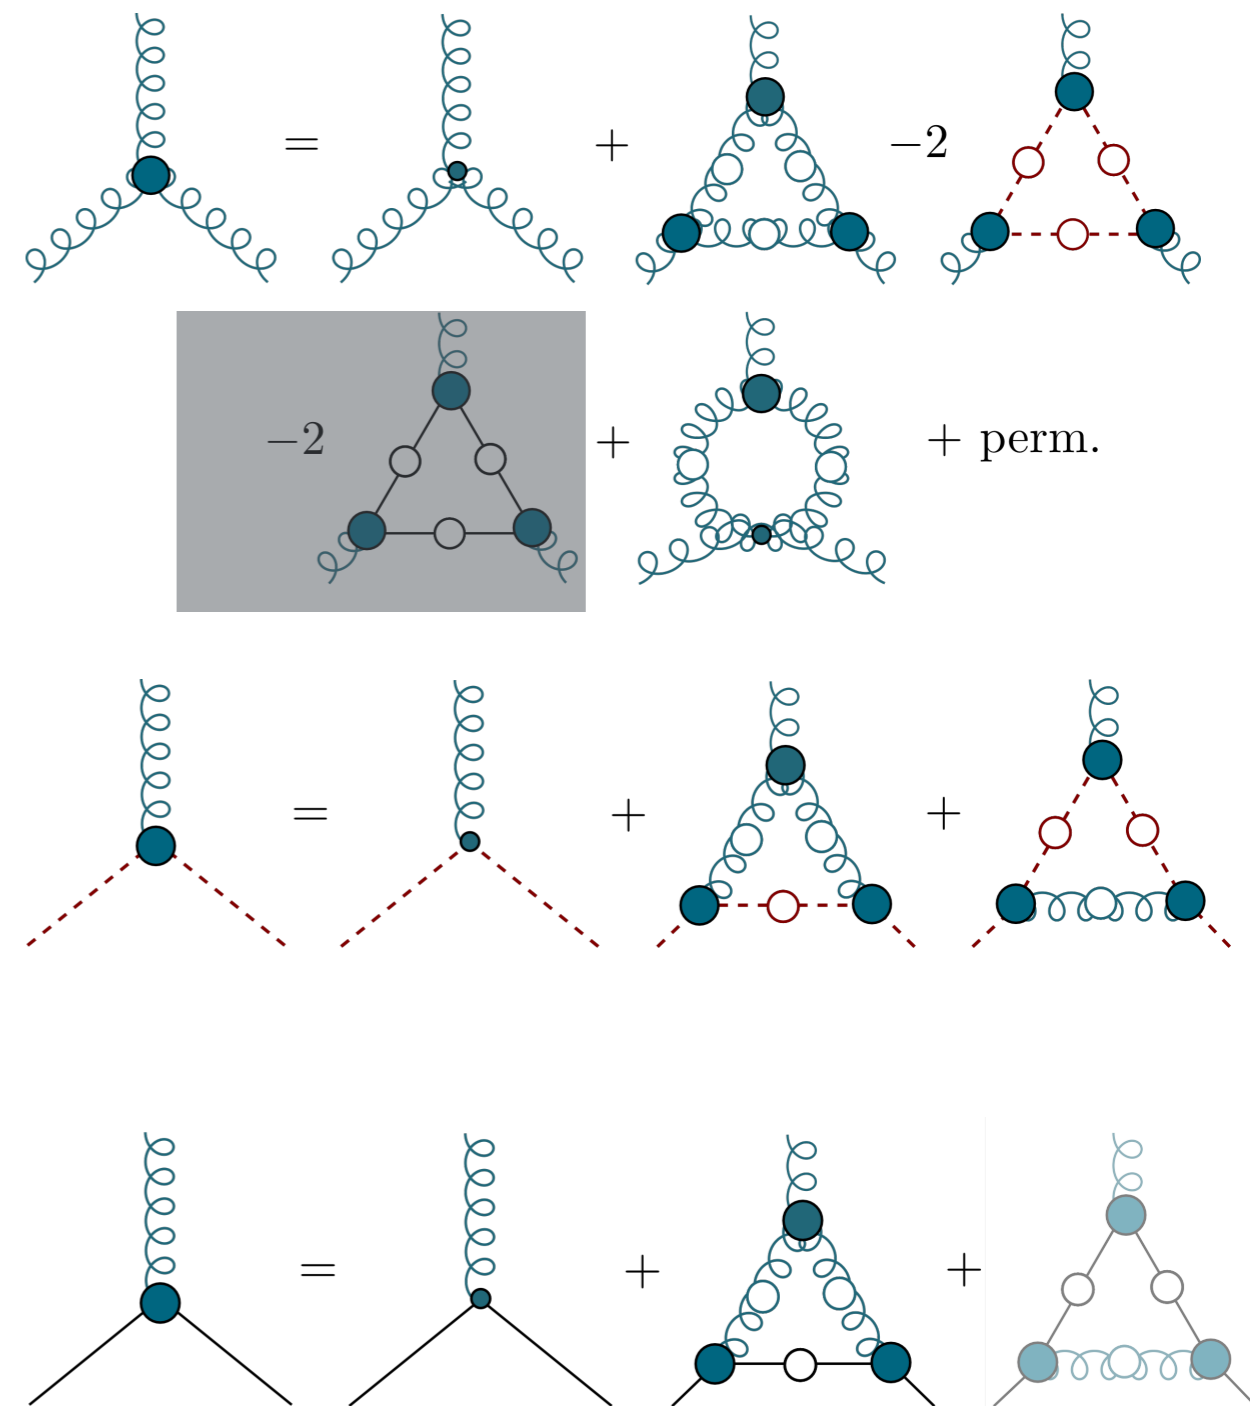 = + −2
−2 + + perm.
= + +
= + +